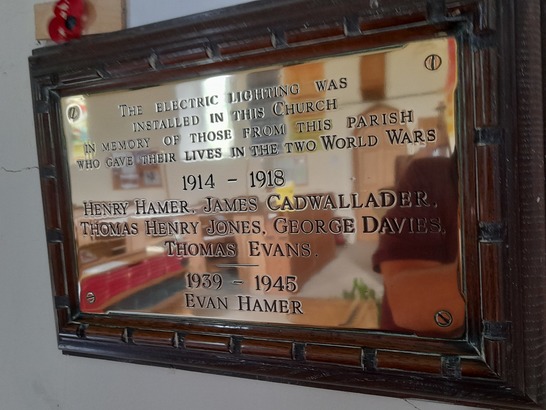 THE ELECTRIC LIGHTING WAS
INSTALLED IN THIS CHURCH
IN MEMORY OF THOSE FROM THIS PARISH
WHO GAVE THEIR LIVES IN THE TWO WORLD WARS
1914 - 1918
HENRY HAMER, JAMES CADWALLADER,
THOMAS HENRY JONES, GEORGE DAVIES,
THOMAS EVANS.
1939 - 1945
EVAN HAMER